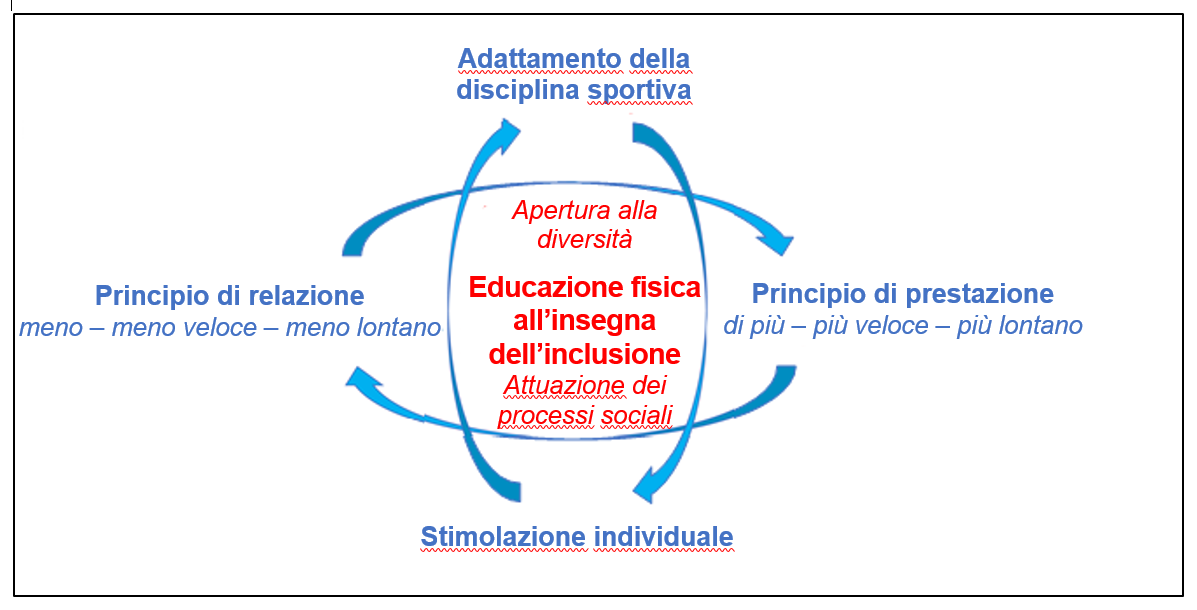 Adattamento della
disciplina sportiva
Apertura alla
diversità
Principio di relazione
meno – meno veloce – meno lontano
Educazione fisica
all’insegna
dell’inclusione
Attuazione dei
processi sociali
Principio di prestazione
di più – più veloce – più lontano
Stimolazione individuale